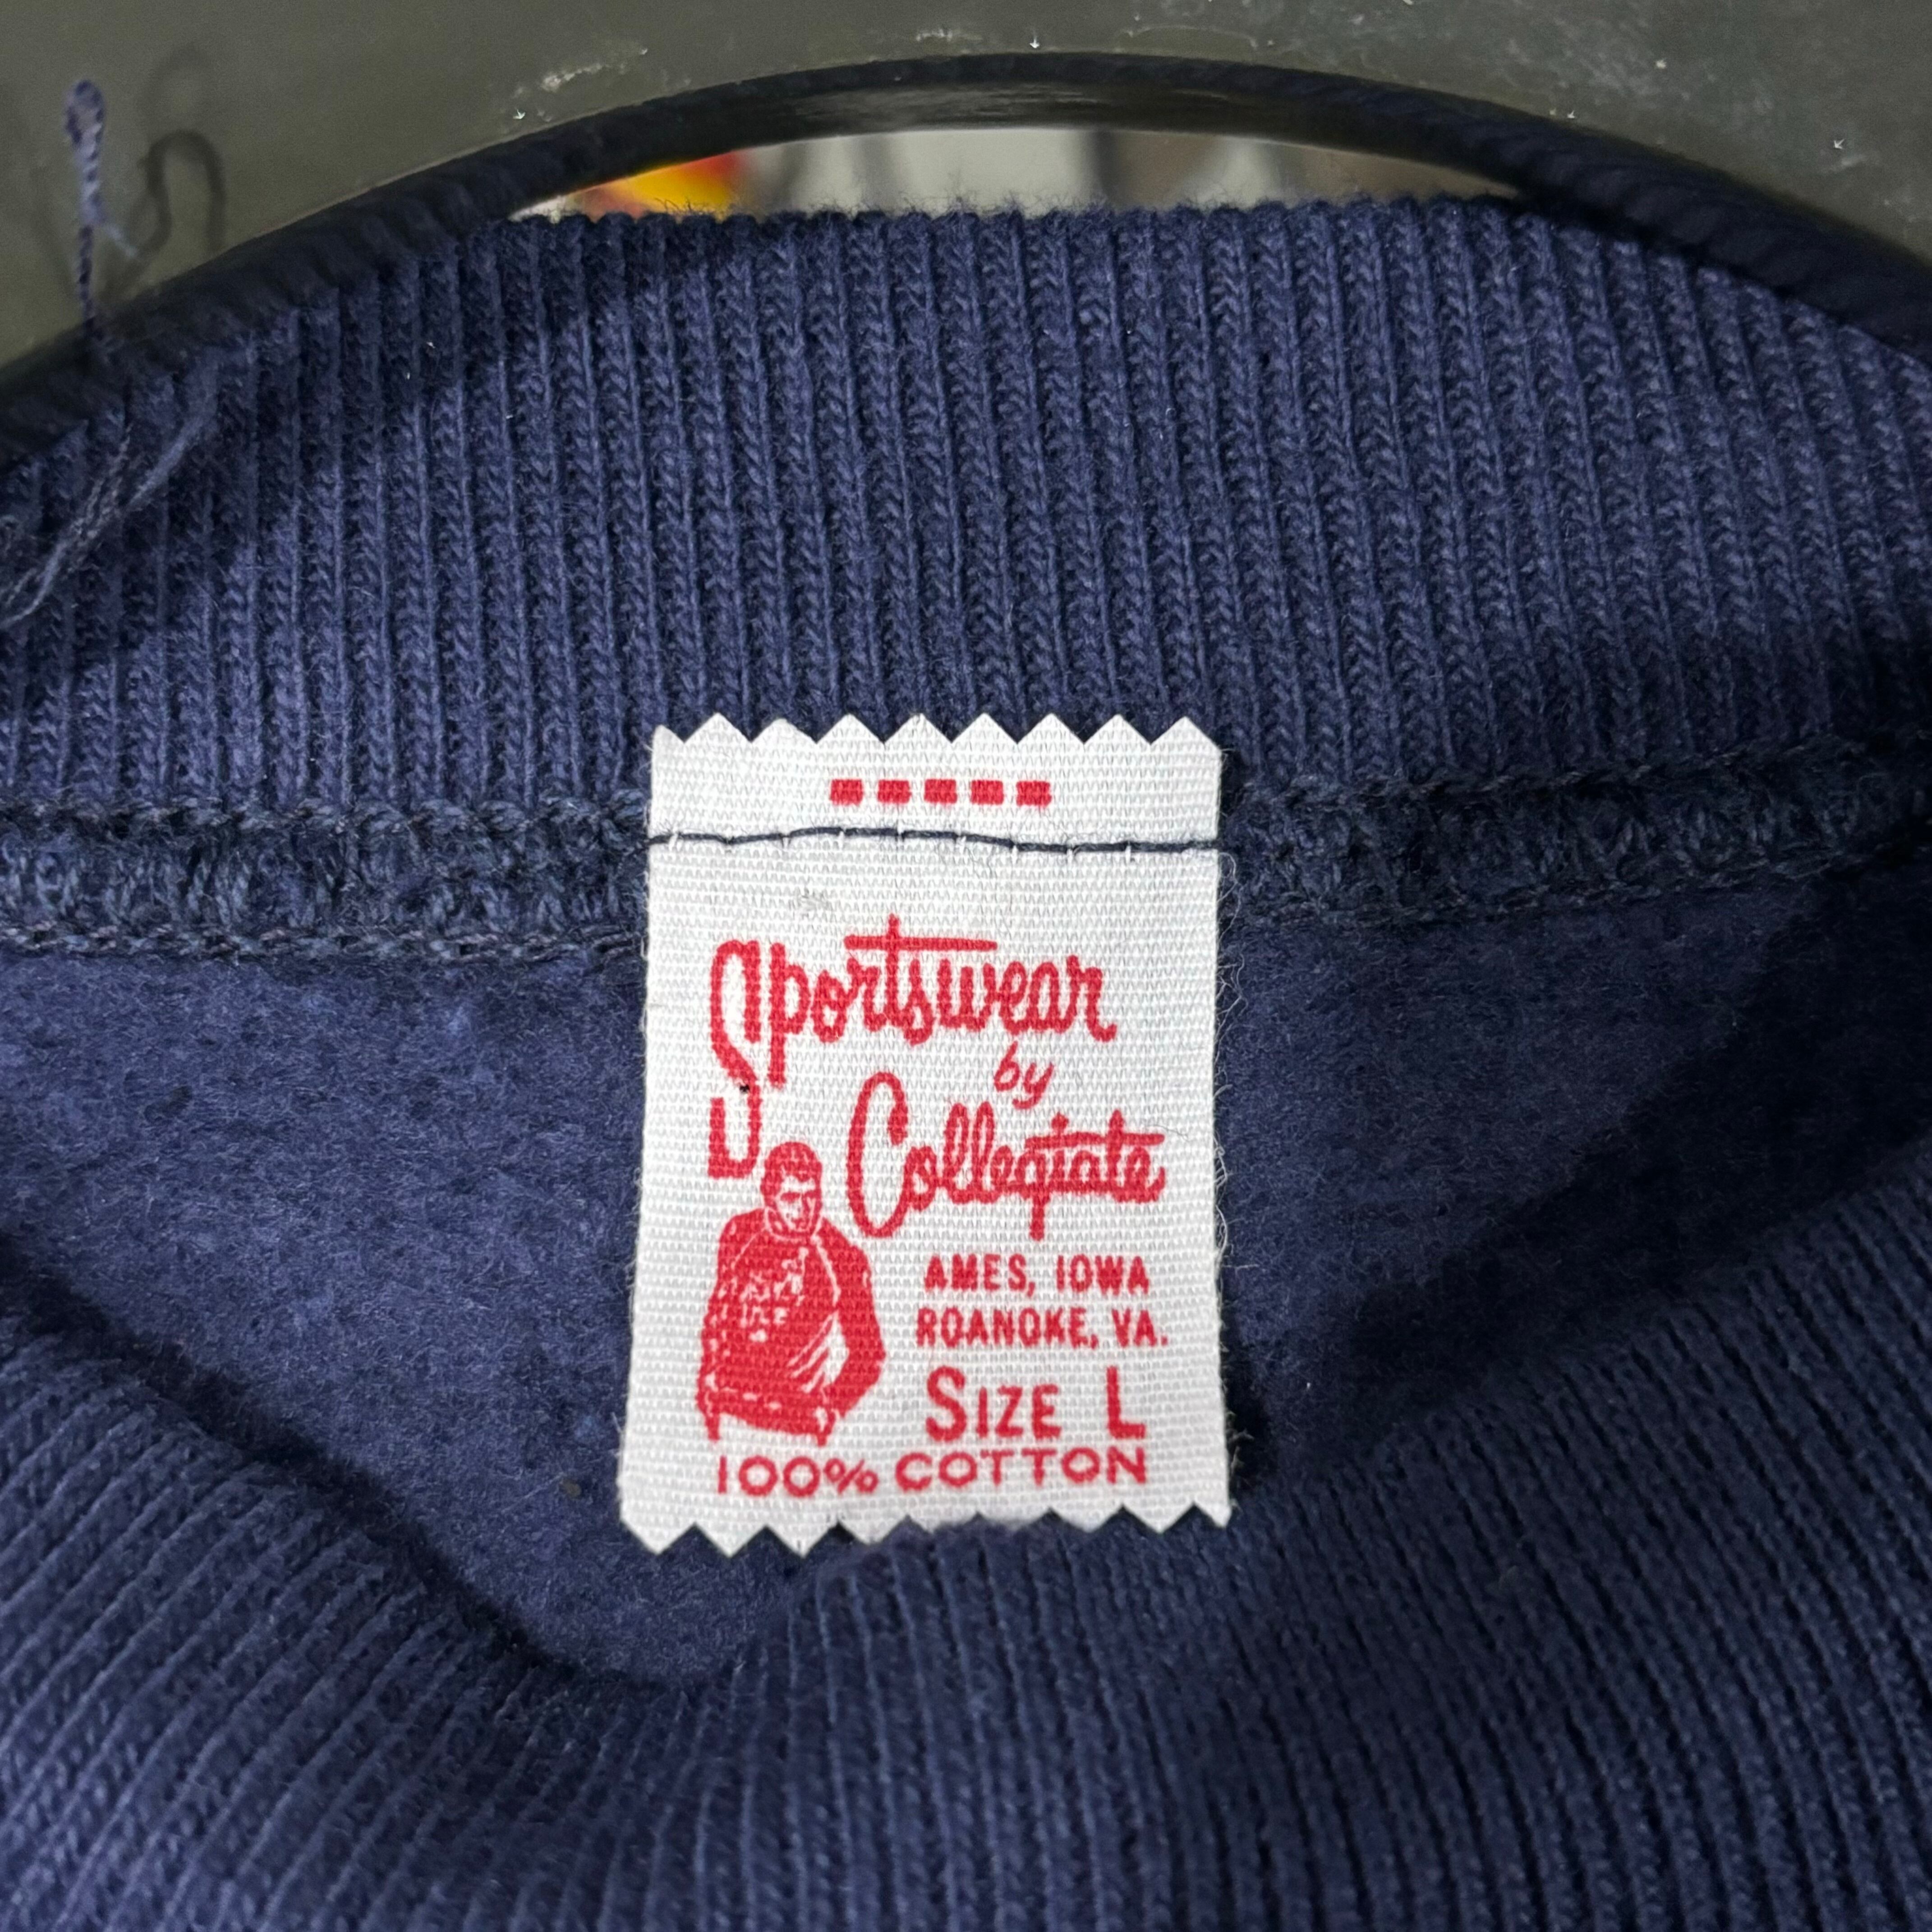 Sportswear
by
Collegiate
AMES, IOWA
ROANOKE, VA.
SIZE L
100% COTTON